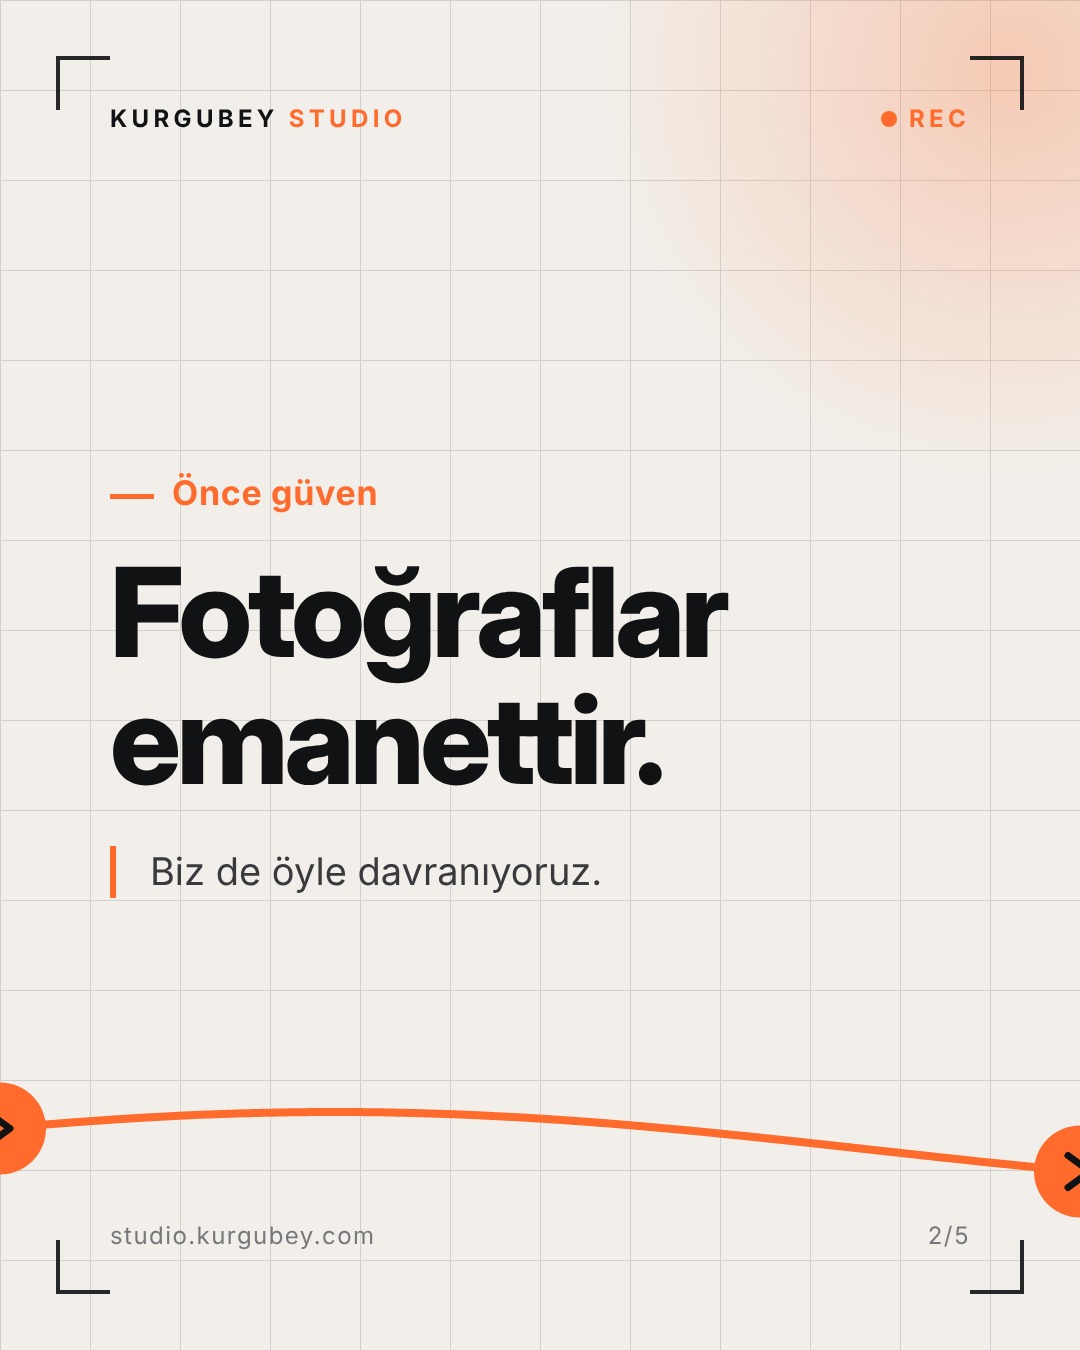 KURGUBEY STUDIO
REC
Önce güven
Fotoğraflar
emanettir.
Biz de öyle davranıyoruz.
studio.kurgubey.com
2/5